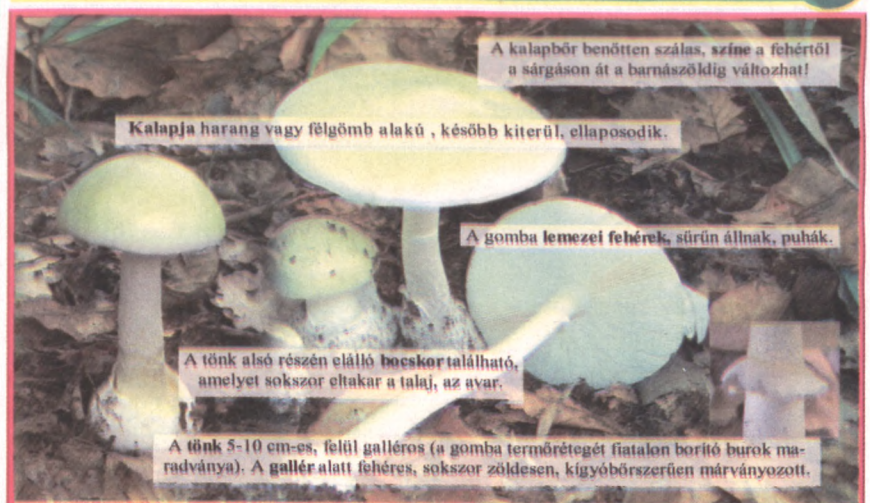 A kalapbőr benőtten szálas, színe a fehértől
a sárgáson át a barnászöldig változhat!
Kalapja harang vagy félgömb alakú , később kiterül, ellaposodik.
A gomba lemezei fehérek, sűrűn állnak, puhák.
A tönk alsó részén elálló bocskor található,
amelyet sokszor eltakar a talaj, az avar.
A tönk 5-10 cm-es, felül galléros (a gomba termőrétegét fiatalon borító burok ma-
radványa). A gallér alatt fehéres, sokszor zöldesen, kígyóbőrszerűen márványozott.